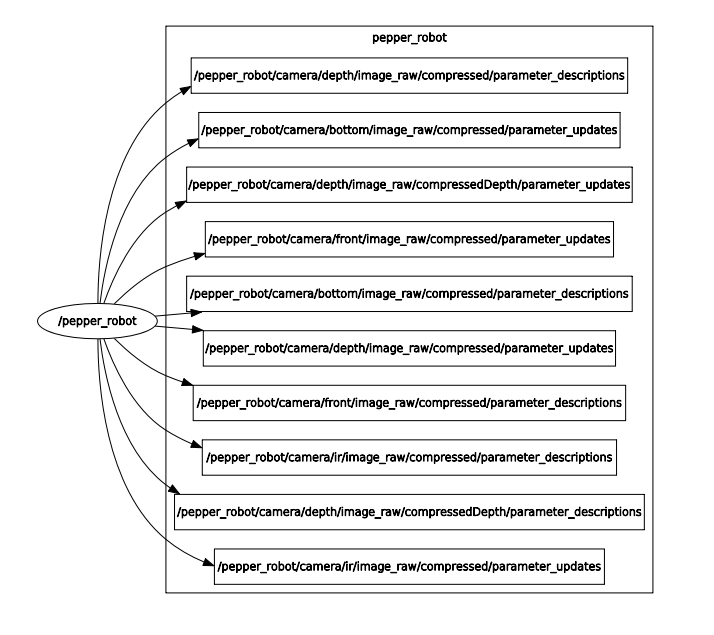 pepper_robot
/pepper_robot/camera/depth/image_raw/compressed/parameter_descriptions
/pepper_robot/camera/bottom/image_raw/compressed/parameter_updates
/pepper_robot/camera/depth/image_raw/compressedDepth/parameter_updates
/pepper_robot/camera/front/image_raw/compressed/parameter_updates
/pepper_robot/camera/bottom/image_raw/compressed/parameter_descriptions
/pepper_robot
/pepper_robot/camera/depth/image_raw/compressed/parameter_updates
/pepper_robot/camera/front/image_raw/compressed/parameter_descriptions
/pepper_robot/camera/ir/image_raw/compressed/parameter_descriptions
/pepper_robot/camera/depth/image_raw/compressedDepth/parameter_descriptions
/pepper_robot/camera/ir/image_raw/compressed/parameter_updates